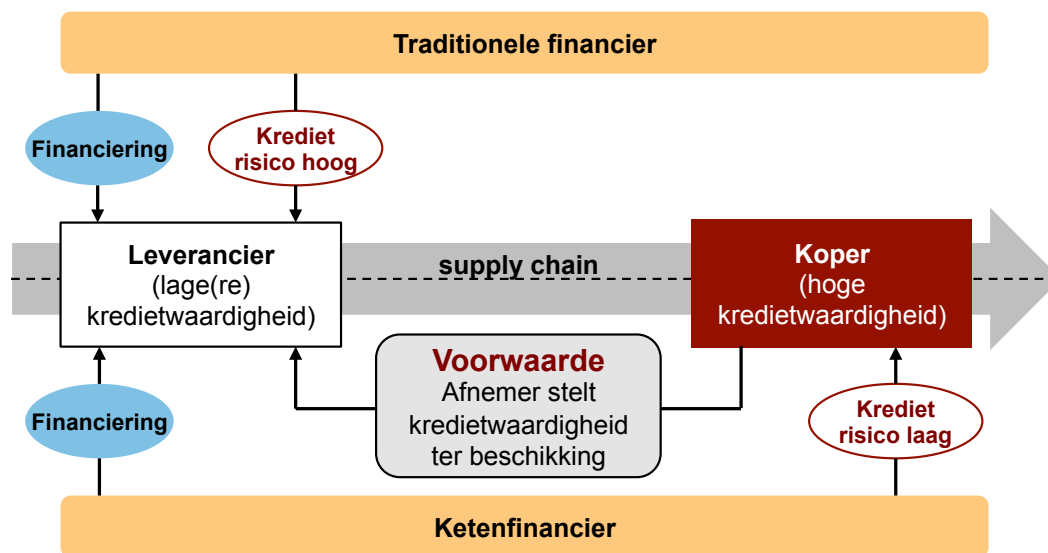 Traditionele financier
Financiering
Krediet
risico hoog
Leverancier
(lage(re)
kredietwaardigheid)
supply chain
Koper
(hoge
kredietwaardigheid)
Voorwaarde
Afnemer stelt
kredietwaardigheid
ter beschikking
Financiering
Krediet
risico laag
Ketenfinancier